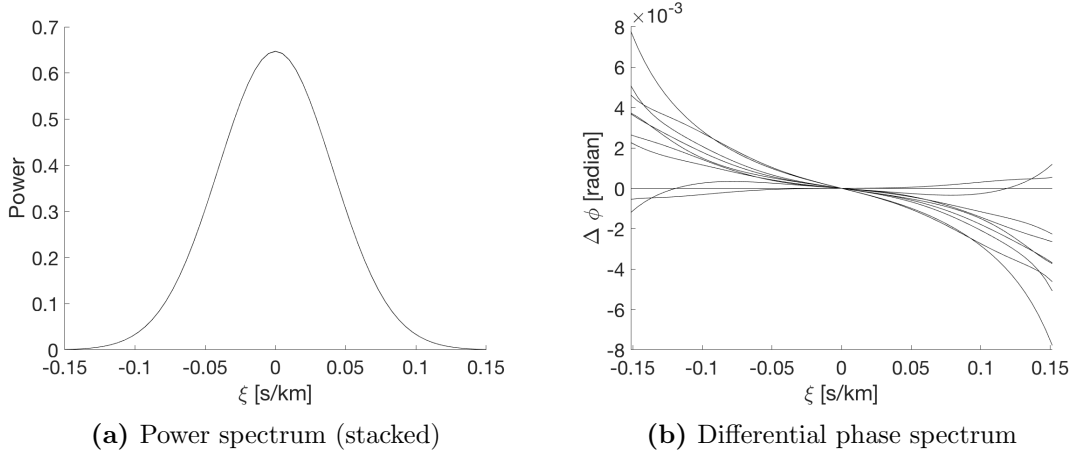 0.7
0.6
0.5
0.4
0.3
0.2
0.1
0
Power
-0.15 -0.1 -0.05 0 0.05 0.1 0.15
ξ [s/km]
(a) Power spectrum (stacked)
×10⁻³
8
6
4
2
0
-2
-4
-6
-8
Δ ϕ [radian]
-0.15 -0.1 -0.05 0 0.05 0.1 0.15
ξ [s/km]
(b) Differential phase spectrum